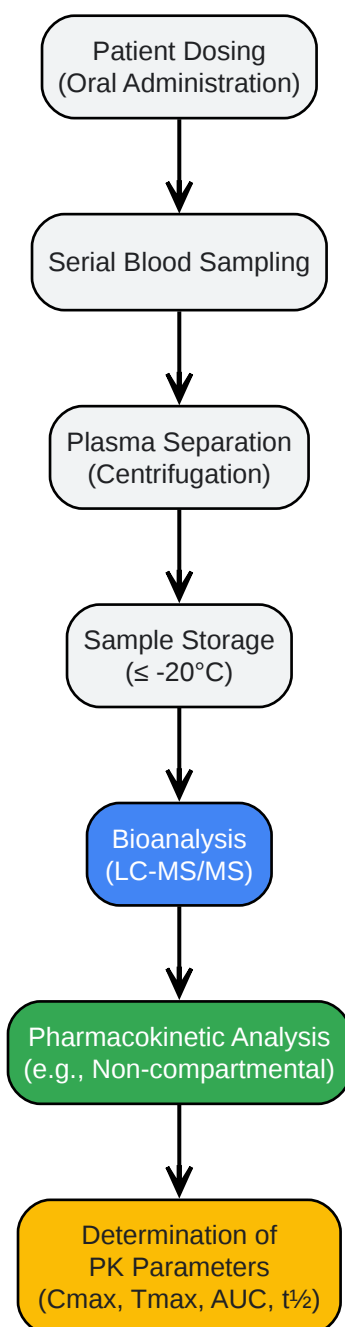 Patient Dosing
(Oral Administration)
Serial Blood Sampling
Plasma Separation
(Centrifugation)
Sample Storage
(≤ -20°C)
Bioanalysis
(LC-MS/MS)
Pharmacokinetic Analysis
(e.g., Non-compartmental)
Determination of
PK Parameters
(Cmax, Tmax, AUC, t½)